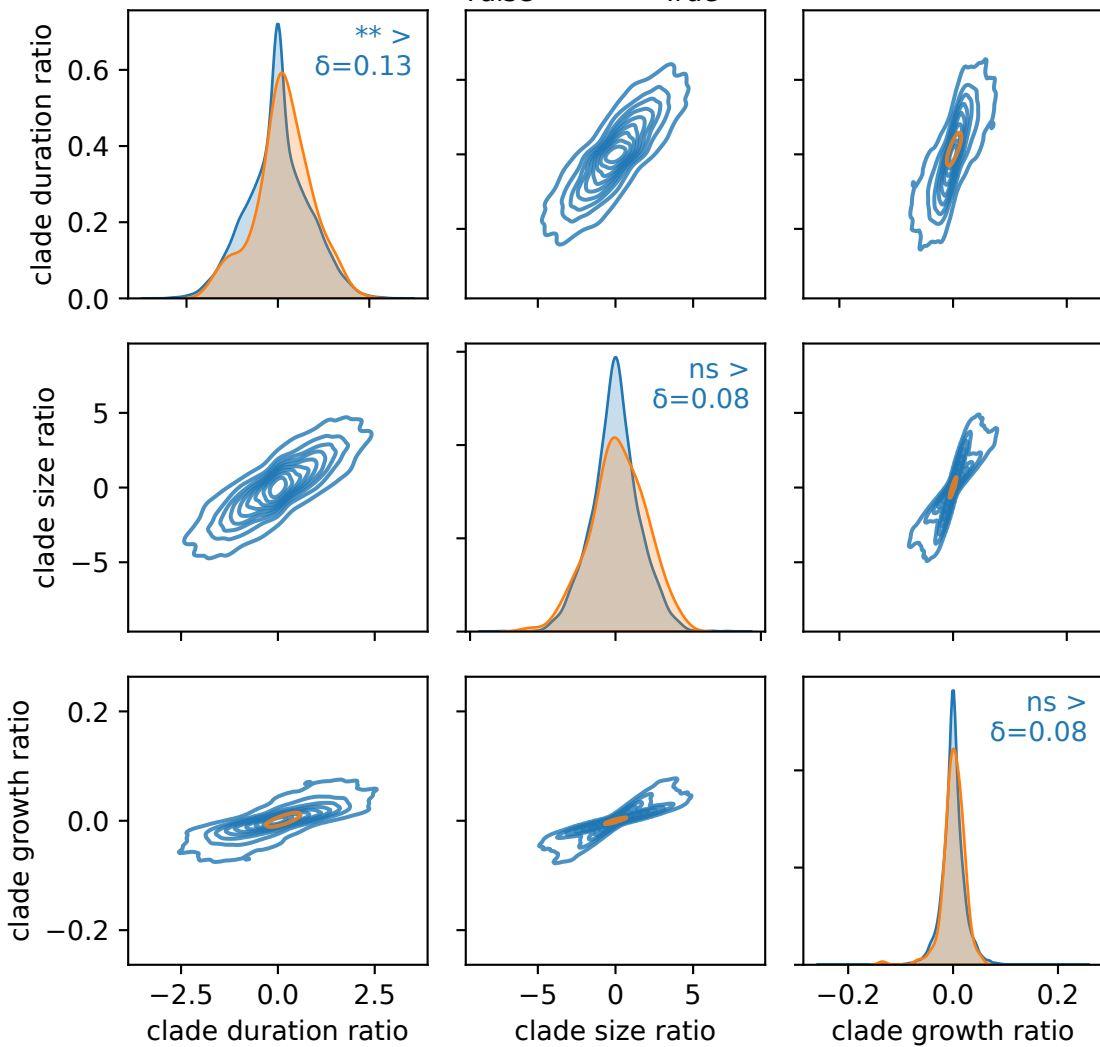 clade duration ratio
0.6
0.4
0.2
0.0
** >
δ=0.13
clade size ratio
5
0
−5
ns >
δ=0.08
clade growth ratio
0.2
0.0
−0.2
ns >
δ=0.08
−2.5 0.0 2.5
−5 0 5
−0.2 0.0 0.2
clade duration ratio
clade size ratio
clade growth ratio